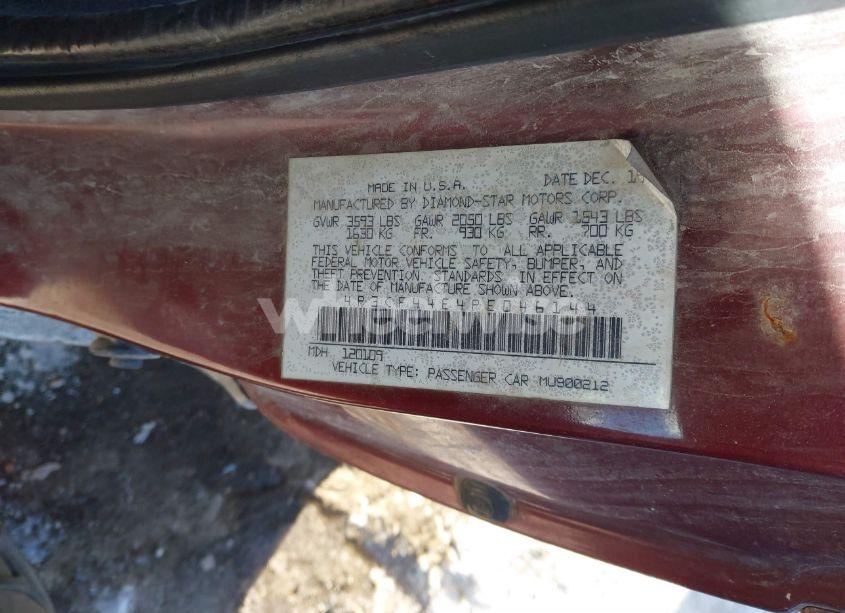 MADE IN U.S.A. DATE DEC.
MANUFACTURED BY DIAMOND-STAR MOTORS CORP.
GVWR 3593 LBS GAWR 2050 LBS GAWR 1543 LBS
1630 KG FR. 930 KG RR. 700 KG
THIS VEHICLE CONFORMS TO ALL APPLICABLE
FEDERAL MOTOR VEHICLE SAFETY, BUMPER, AND
THEFT PREVENTION STANDARDS IN EFFECT ON
THE DATE OF MANUFACTURE SHOWN ABOVE.
wheelwise
MDH 120109
VEHICLE TYPE: PASSENGER CAR MU900212